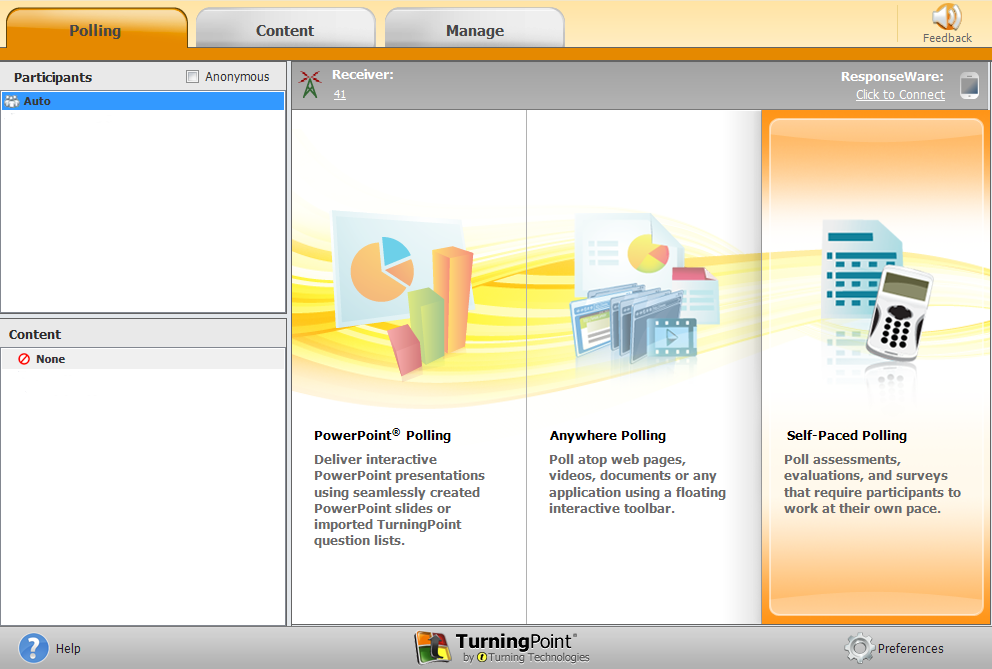 Polling
Content
Manage
Feedback
Participants
Anonymous
Auto
Receiver:
41
ResponseWare:
Click to Connect
Content
None
PowerPoint® Polling
Deliver interactive
PowerPoint presentations
using seamlessly created
PowerPoint slides or
imported TurningPoint
question lists.
Anywhere Polling
Poll atop web pages,
videos, documents or any
application using a floating
interactive toolbar.
Self-Paced Polling
Poll assessments,
evaluations, and surveys
that require participants to
work at their own pace.
Help
TurningPoint®
by Turning Technologies
Preferences